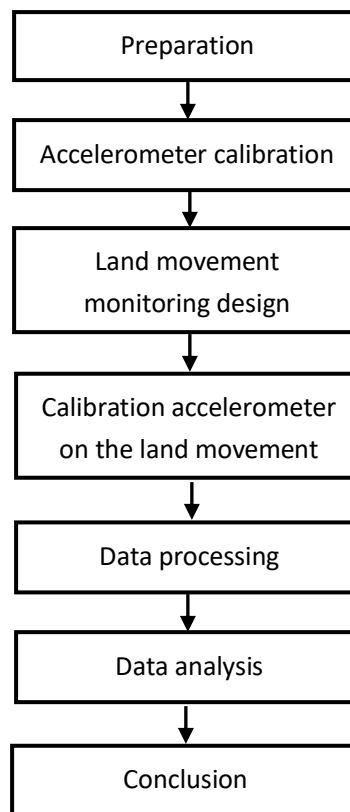 Preparation
Accelerometer calibration
Land movement
monitoring design
Calibration accelerometer
on the land movement
Data processing
Data analysis
Conclusion